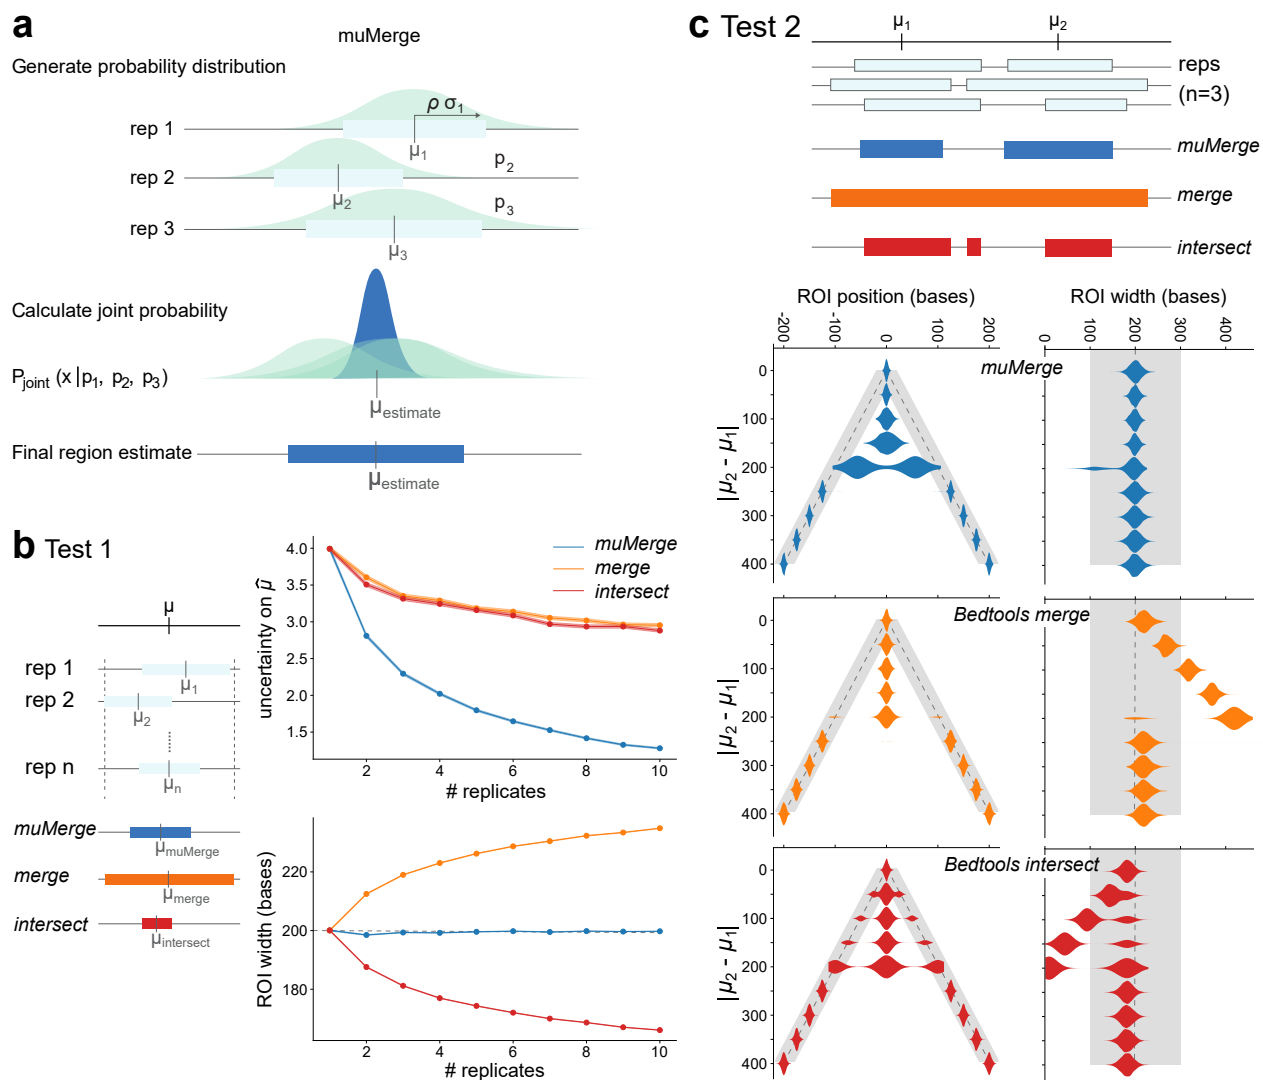 a
muMerge
Generate probability distribution
rep 1
ρ σ1
μ1
rep 2
p2
μ2
rep 3
p3
μ3
Calculate joint probability
Pjoint (x|p1, p2, p3)
μestimate
Final region estimate
μestimate
b Test 1
μ
rep 1
μ1
rep 2
μ2
rep n
μn
muMerge
μmuMerge
merge
μmerge
intersect
μintersect
uncertainty on μ̂
4.0
3.5
3.0
2.5
2.0
1.5
muMerge
merge
intersect
2 4 6 8 10
# replicates
ROI width (bases)
220
200
180
2 4 6 8 10
# replicates
c Test 2
μ1 μ2
reps
(n=3)
muMerge
merge
intersect
ROI position (bases)
-200 -100 0 100 200
ROI width (bases)
0 100 200 300 400
muMerge
|μ2 - μ1|
0
100
200
300
400
Bedtools merge
|μ2 - μ1|
0
100
200
300
400
Bedtools intersect
|μ2 - μ1|
0
100
200
300
400